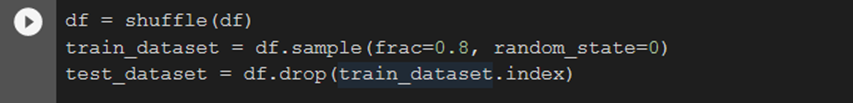 df = shuffle(df)
train_dataset = df.sample(frac=0.8, random_state=0)
test_dataset = df.drop(train_dataset.index)